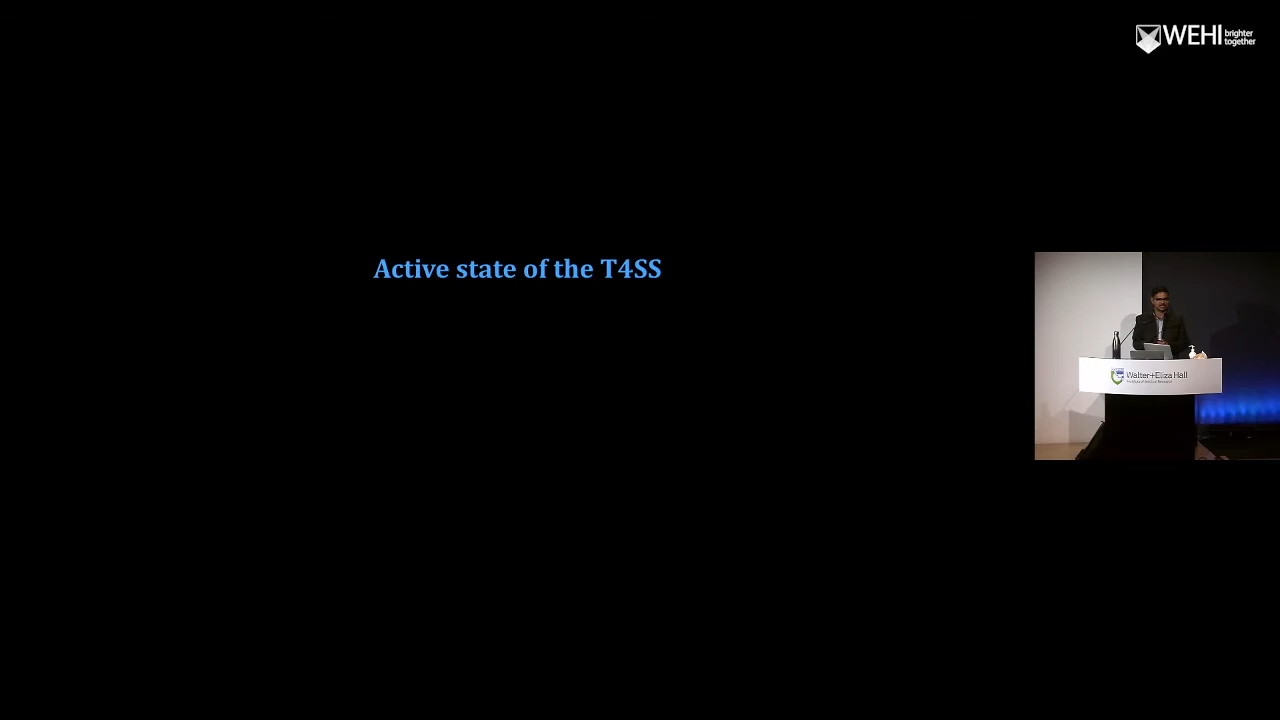 WEHI brighter together
Active state of the T4SS
Walter+Eliza Hall